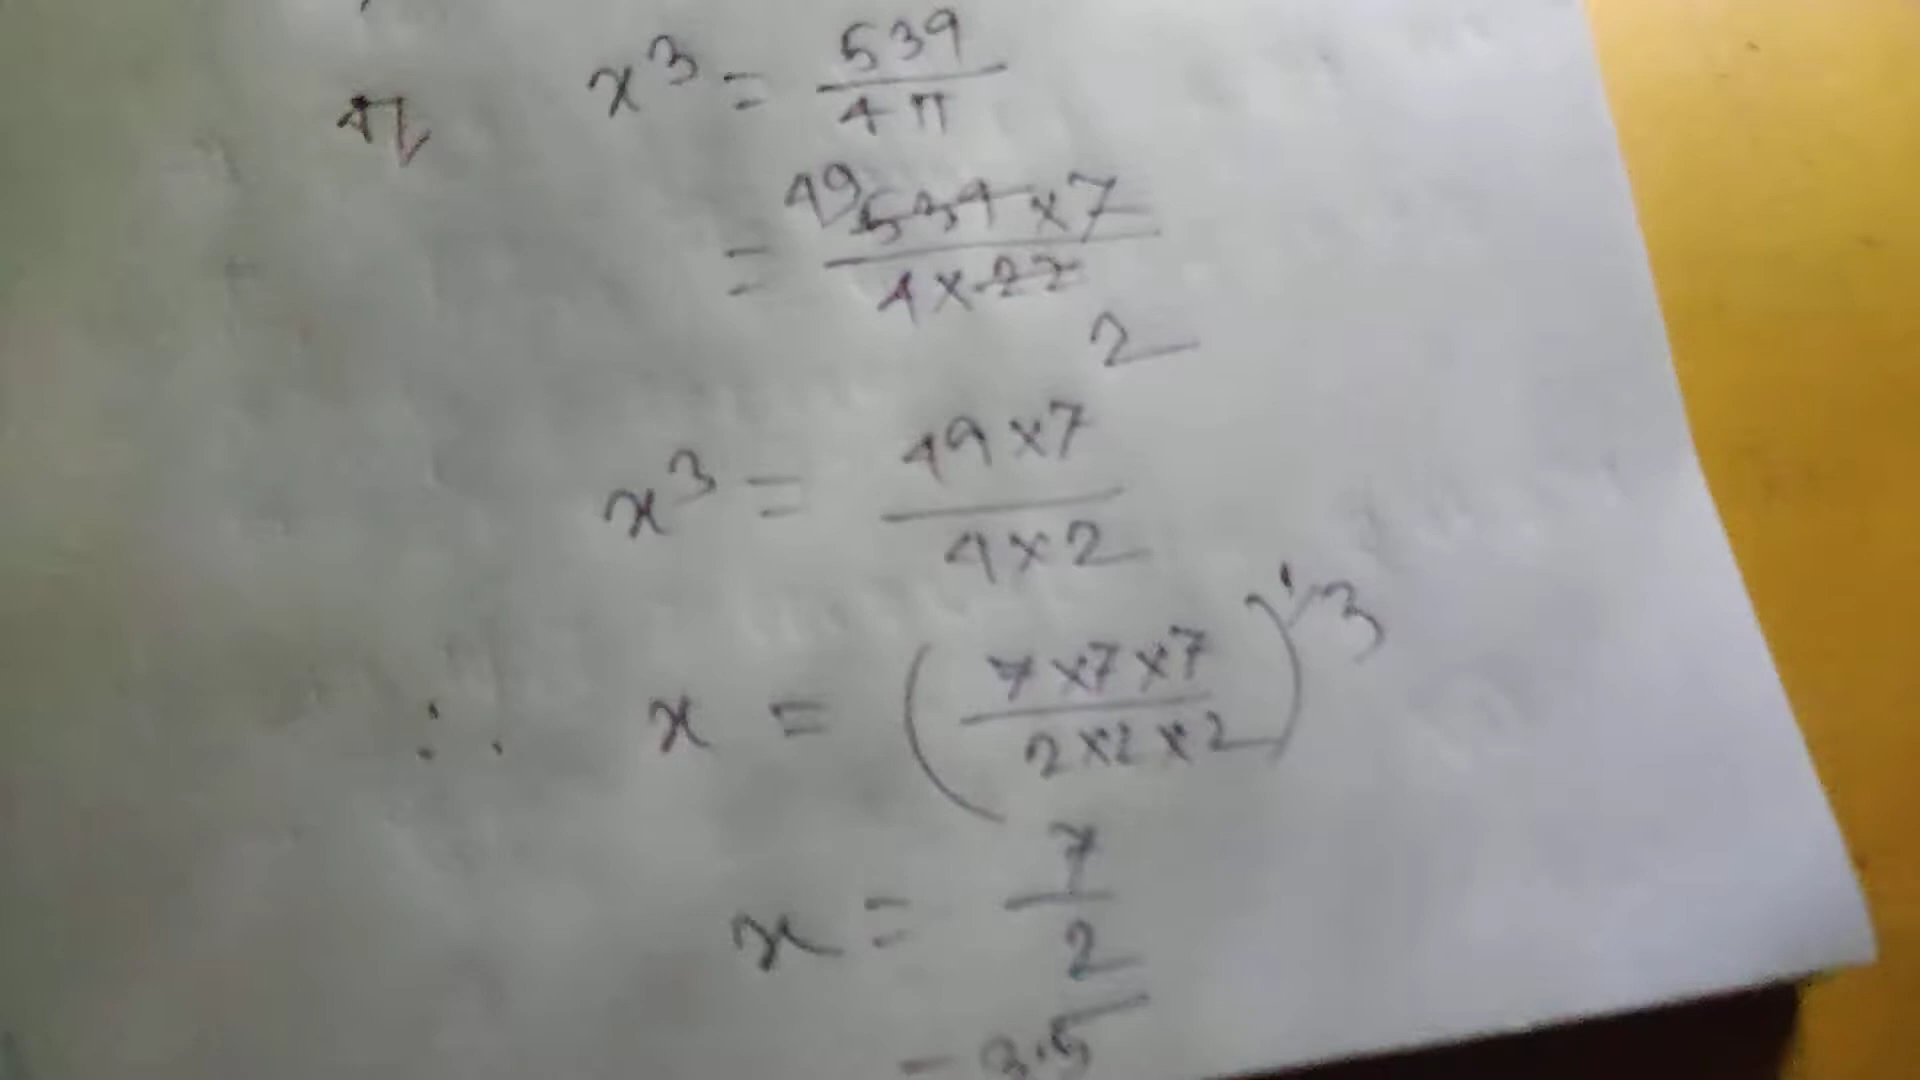 x³ = 539/4π
= 49 539×7/4×22 2
x³ = 49×7/4×2
∴ x = (7×7×7/2×2×2)^1/3
x = 7/2
= 3.5